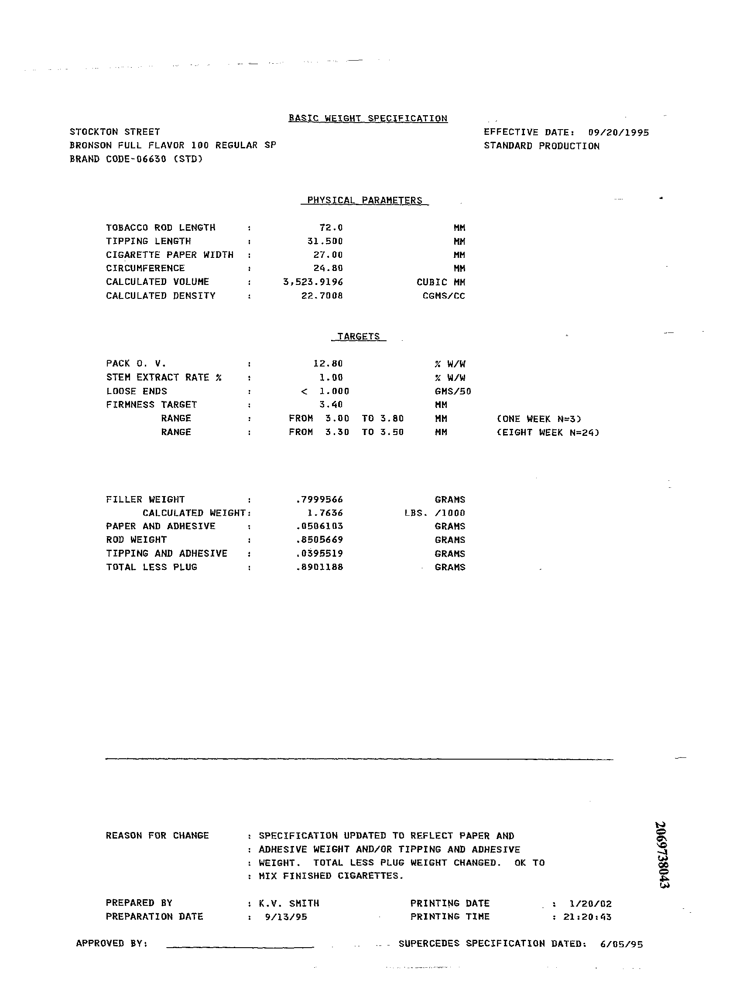 BASIC WEIGHT SPECIFICATION
STOCKTON STREET EFFECTIVE DATE: 09/20/1995
BRONSON FULL FLAVOR 100 REGULAR SP STANDARD PRODUCTION
BRAND CODE-06630 (STD)
PHYSICAL PARAMETERS
TOBACCO ROD LENGTH : 72.0 MM
TIPPING LENGTH : 31.500 MM
CIGARETTE PAPER WIDTH : 27.00 MM
CIRCUMFERENCE : 24.80 MM
CALCULATED VOLUME : 3,523.9196 CUBIC MM
CALCULATED DENSITY : 22.7008 CGMS/CC
TARGETS
PACK O. V. : 12.80 % W/W
STEM EXTRACT RATE % : 1.00 % W/W
LOOSE ENDS : < 1.000 GMS/50
FIRMNESS TARGET : 3.40 MM
RANGE : FROM 3.00 TO 3.80 MM (ONE WEEK N=3)
RANGE : FROM 3.30 TO 3.50 MM (EIGHT WEEK N=24)
FILLER WEIGHT : .7999566 GRAMS
CALCULATED WEIGHT: 1.7636 LBS. /1000
PAPER AND ADHESIVE : .0506103 GRAMS
ROD WEIGHT : .8505669 GRAMS
TIPPING AND ADHESIVE : .0395519 GRAMS
TOTAL LESS PLUG : .8901188 GRAMS
REASON FOR CHANGE : SPECIFICATION UPDATED TO REFLECT PAPER AND
: ADHESIVE WEIGHT AND/OR TIPPING AND ADHESIVE
: WEIGHT. TOTAL LESS PLUG WEIGHT CHANGED. OK TO
: MIX FINISHED CIGARETTES.
PREPARED BY : K.V. SMITH PRINTING DATE : 1/20/02
PREPARATION DATE : 9/13/95 PRINTING TIME : 21:20:43
APPROVED BY: SUPERCEDES SPECIFICATION DATED: 6/05/95
2069738043